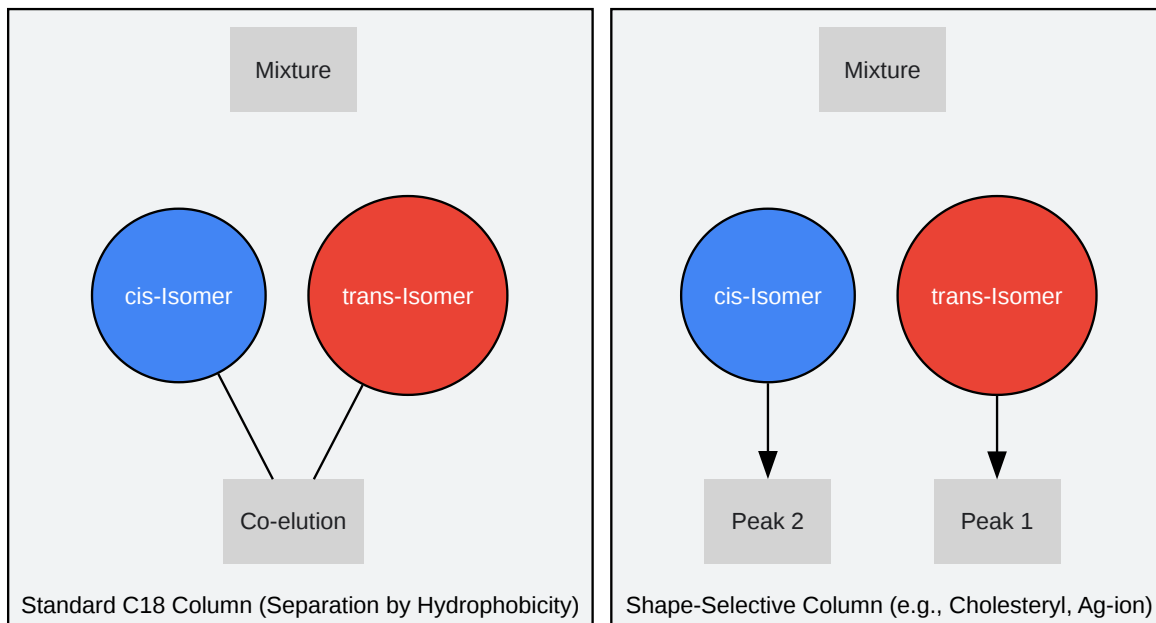 Mixture
cis-Isomer
trans-Isomer
Co-elution
Standard C18 Column (Separation by Hydrophobicity)
Mixture
cis-Isomer
trans-Isomer
Peak 2
Peak 1
Shape-Selective Column (e.g., Cholesteryl, Ag-ion)